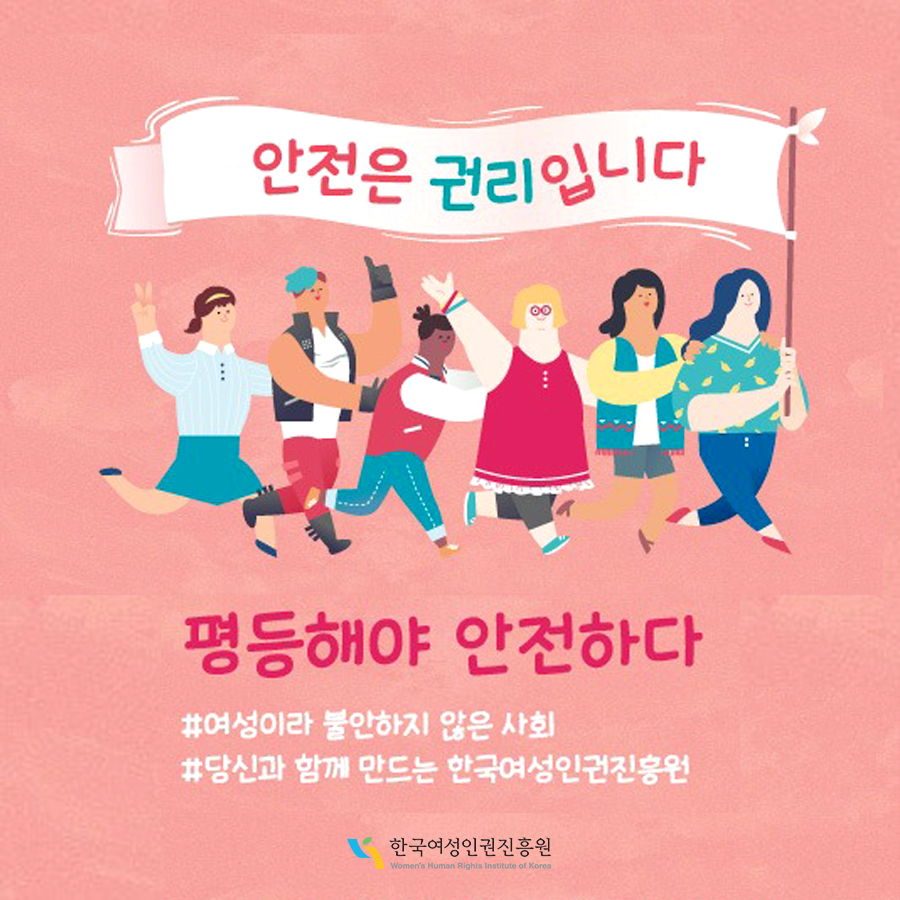 안전은 권리입니다
평등해야 안전하다
#여성이라 불안하지 않은 사회
#당신과 함께 만드는 한국여성인권진흥원
한국여성인권진흥원
Women's Human Rights Institute of Korea